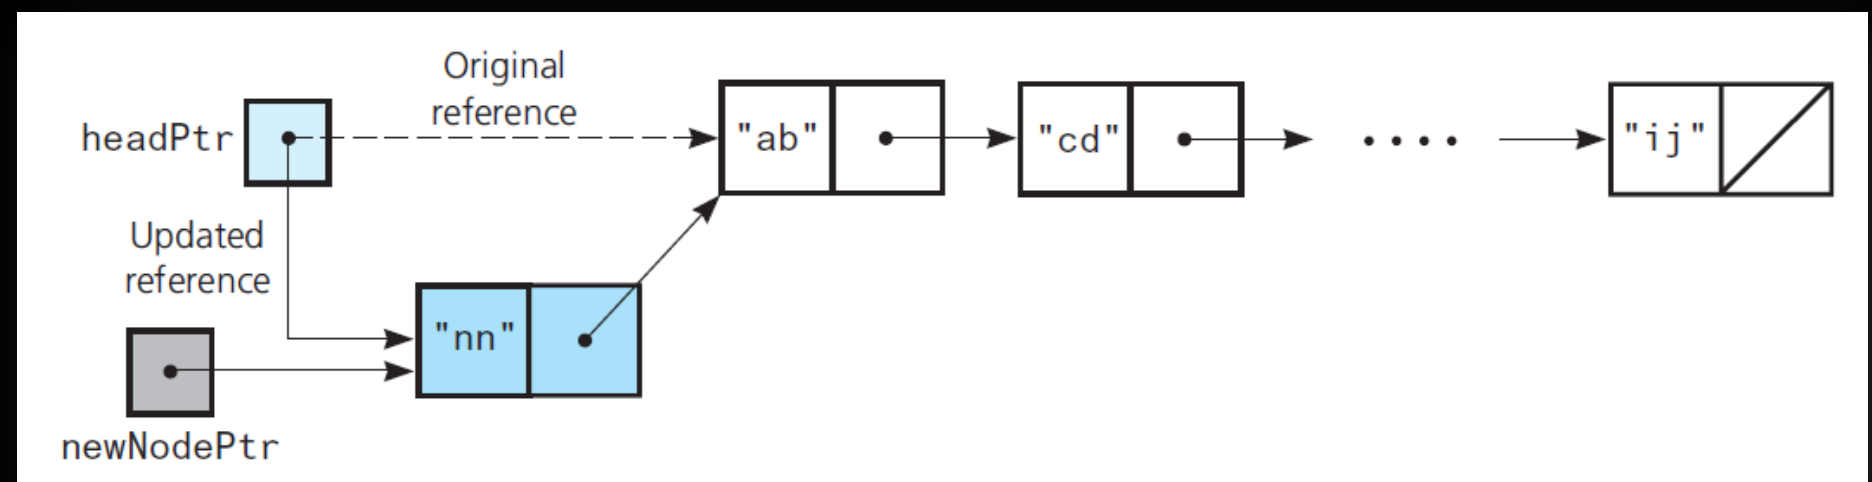 Original
reference
headPtr
"ab"
"cd"
"ij"
Updated
reference
"nn"
newNodePtr